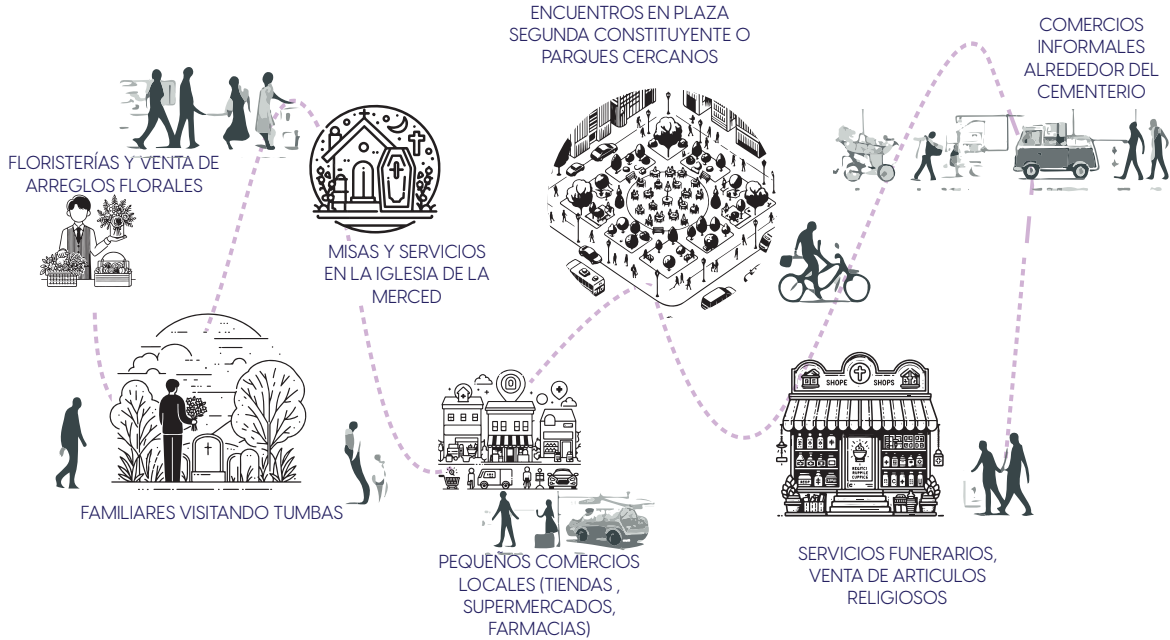 ENCUENTROS EN PLAZA
SEGUNDA CONSTITUYENTE O
PARQUES CERCANOS
COMERCIOS
INFORMALES
ALREDEDOR DEL
CEMENTERIO
FLORISTERÍAS Y VENTA DE
ARREGLOS FLORALES
MISAS Y SERVICIOS
EN LA IGLESIA DE LA
MERCED
FAMILIARES VISITANDO TUMBAS
SHOPE SHOPS
PEQUEÑOS COMERCIOS
LOCALES (TIENDAS ,
SUPERMERCADOS,
FARMACIAS)
SERVICIOS FUNERARIOS,
VENTA DE ARTICULOS
RELIGIOSOS